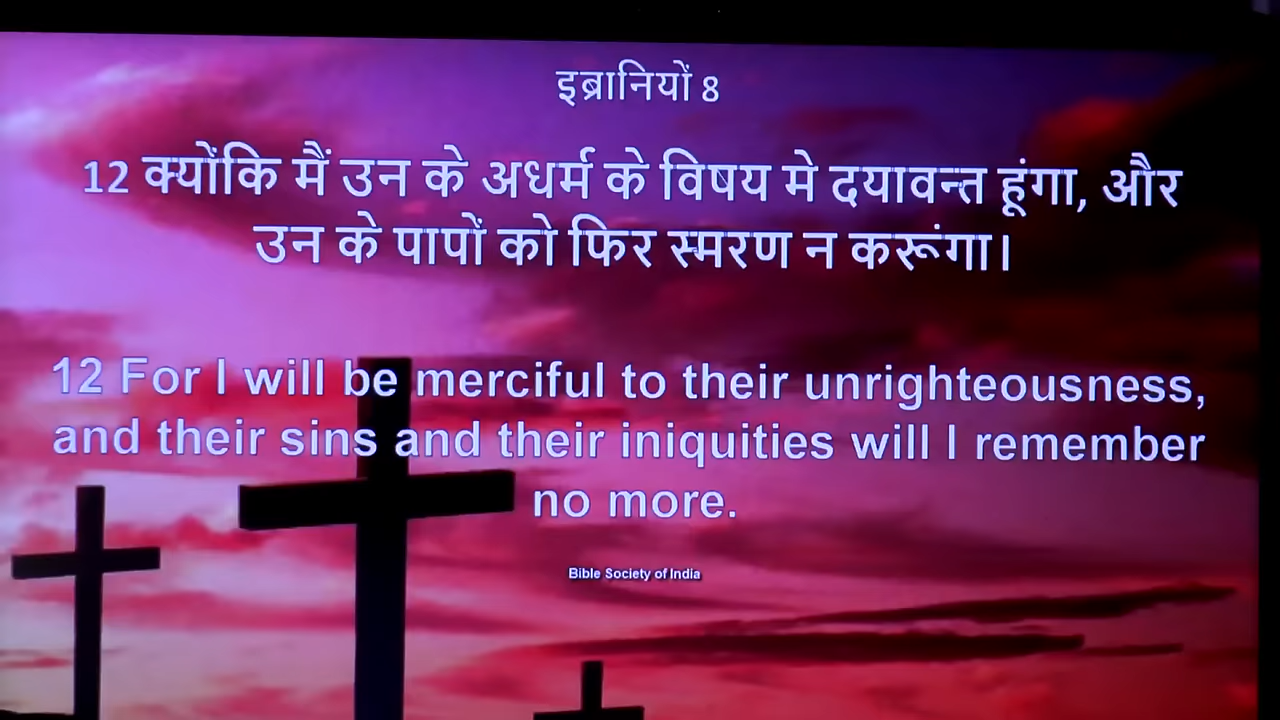 इब्रानियों 8
12 क्योंकि मैं उन के अधर्म के विषय मे दयावन्त हूंगा, और
उन के पापों को फिर स्मरण न करूंगा।
12 For I will be merciful to their unrighteousness,
and their sins and their iniquities will I remember
no more.
Bible Society of India